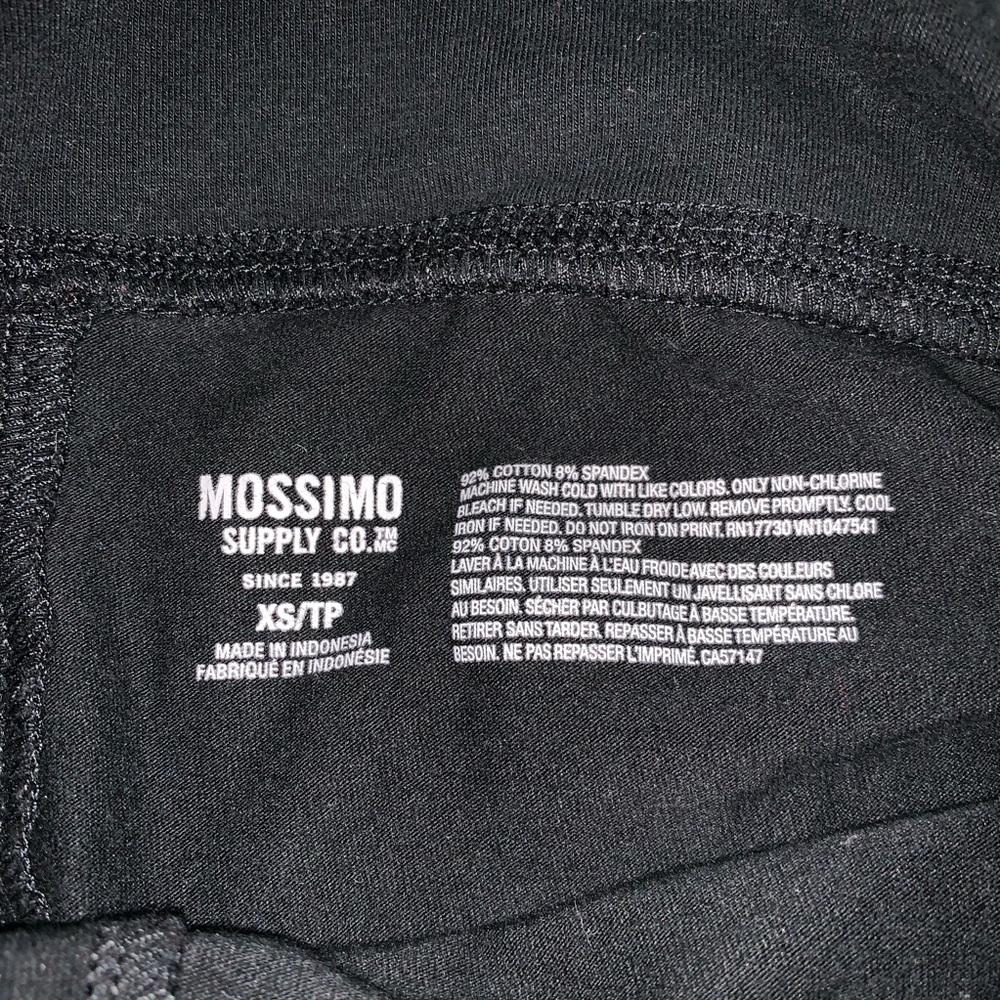 MOSSIMO
SUPPLY CO.™ MC
SINCE 1987
XS/TP
MADE IN INDONESIA
FABRIQUÉ EN INDONÉSIE
92% COTTON 8% SPANDEX
MACHINE WASH COLD WITH LIKE COLORS. ONLY NON-CHLORINE
BLEACH IF NEEDED. TUMBLE DRY LOW. REMOVE PROMPTLY. COOL
IRON IF NEEDED. DO NOT IRON ON PRINT. RN17730 VN1047541
92% COTON 8% SPANDEX
LAVER À LA MACHINE À L'EAU FROIDE AVEC DES COULEURS
SIMILAIRES. UTILISER SEULEMENT UN JAVELLISANT SANS CHLORE
AU BESOIN. SÉCHER PAR CULBUTAGE À BASSE TEMPÉRATURE.
RETIRER SANS TARDER. REPASSER À BASSE TEMPÉRATURE AU
BESOIN. NE PAS REPASSER L'IMPRIMÉ. CA57147